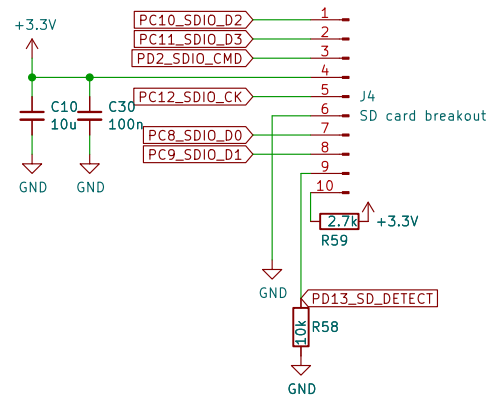 PC10_SDIO_D2 1
+3.3V
PC11_SDIO_D3 2
PD2_SDIO_CMD 3
4
PC12_SDIO_CK 5 J4
C10 C30
10u 100n
6 SD card breakout
PC8_SDIO_D0 7
PC9_SDIO_D1 8
9
GND GND
10
2.7k +3.3V
R59
GND
PD13_SD_DETECT
10k R58
GND